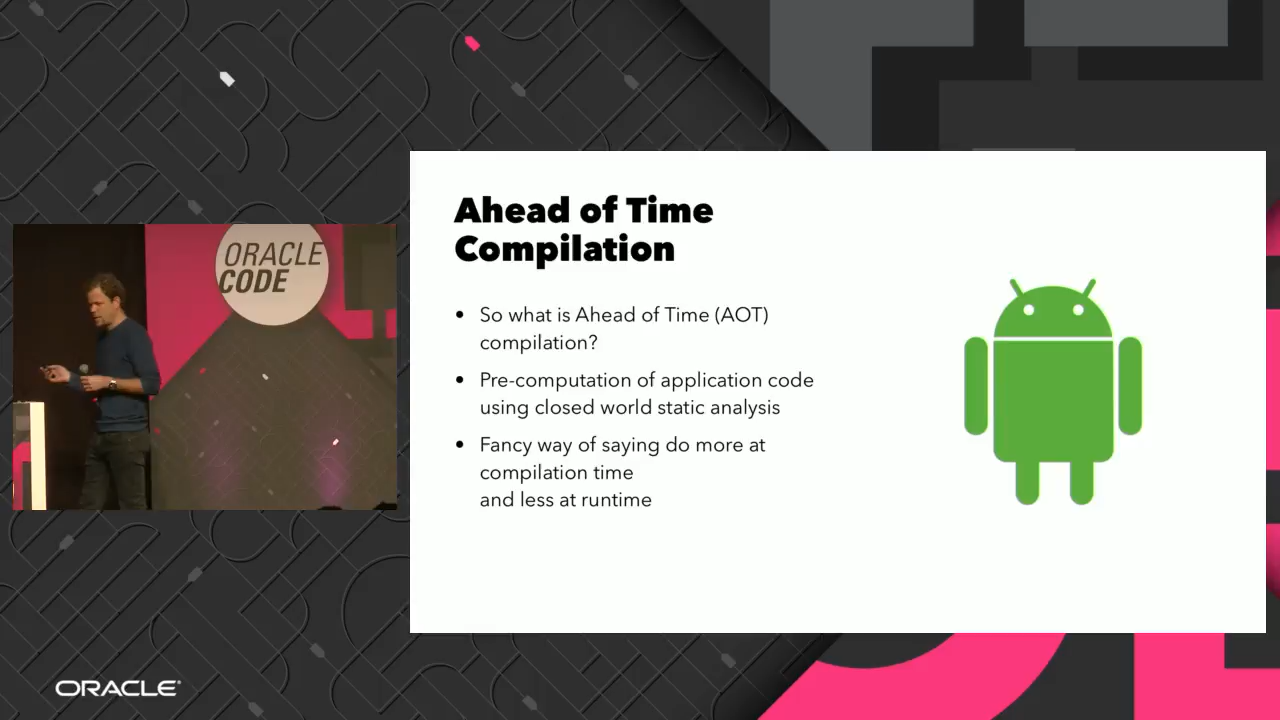 Ahead of Time
Compilation
• So what is Ahead of Time (AOT)
compilation?
• Pre-computation of application code
using closed world static analysis
• Fancy way of saying do more at
compilation time
and less at runtime
ORACLE
CODE
ORACLE®